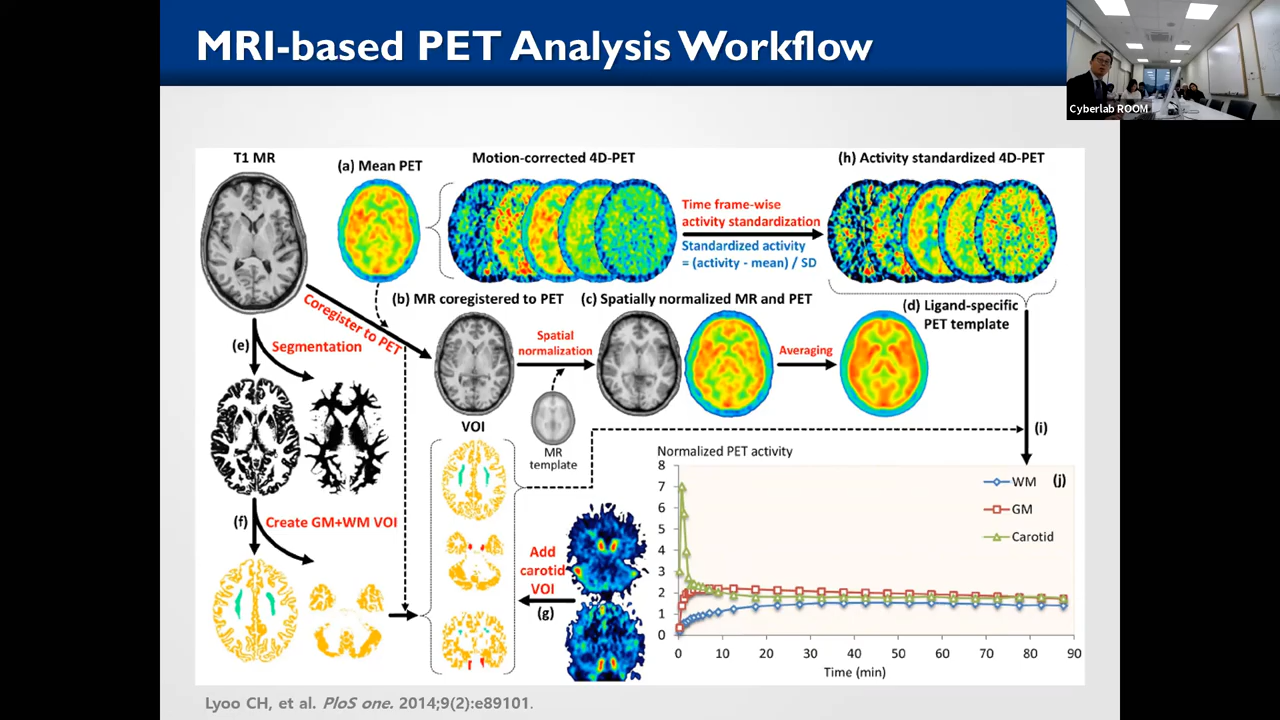 MRI-based PET Analysis Workflow
Cyberlab ROOM
T1 MR
(a) Mean PET
Motion-corrected 4D-PET
(h) Activity standardized 4D-PET
Time frame-wise
activity standardization
Standardized activity
= (activity - mean) / SD
Coregister to PET
(b) MR coregistered to PET
(c) Spatially normalized MR and PET
(d) Ligand-specific
PET template
(e)
Segmentation
Spatial
normalization
Averaging
MR
template
VOI
(i)
(f)
Create GM+WM VOI
Add
carotid
VOI
(g)
Normalized PET activity
8
7
6
5
4
3
2
1
0
WM
(j)
GM
Carotid
0 10 20 30 40 50 60 70 80 90
Time (min)
Lyoo CH, et al. PloS one. 2014;9(2):e89101.